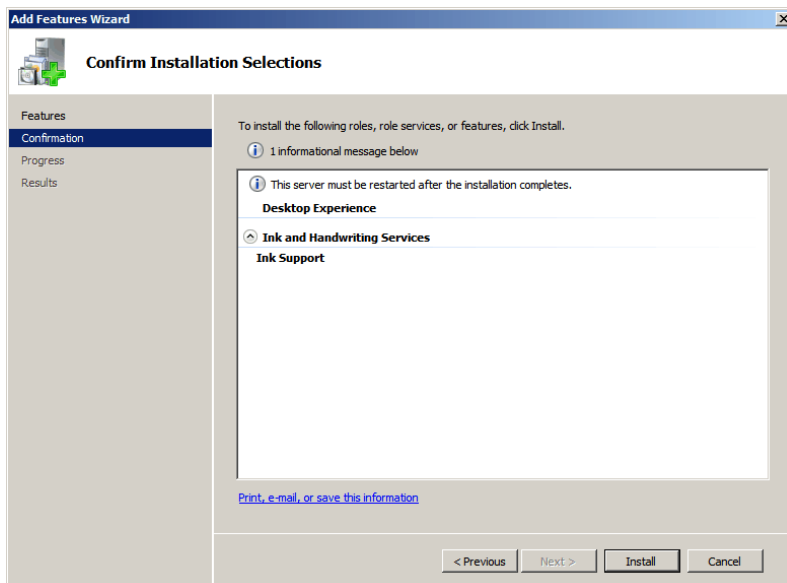 Add Features Wizard
Confirm Installation Selections
Features
Confirmation
Progress
Results
To install the following roles, role services, or features, click Install.
1 informational message below
This server must be restarted after the installation completes.
Desktop Experience
Ink and Handwriting Services
Ink Support
Print, e-mail, or save this information
< Previous
Next >
Install
Cancel